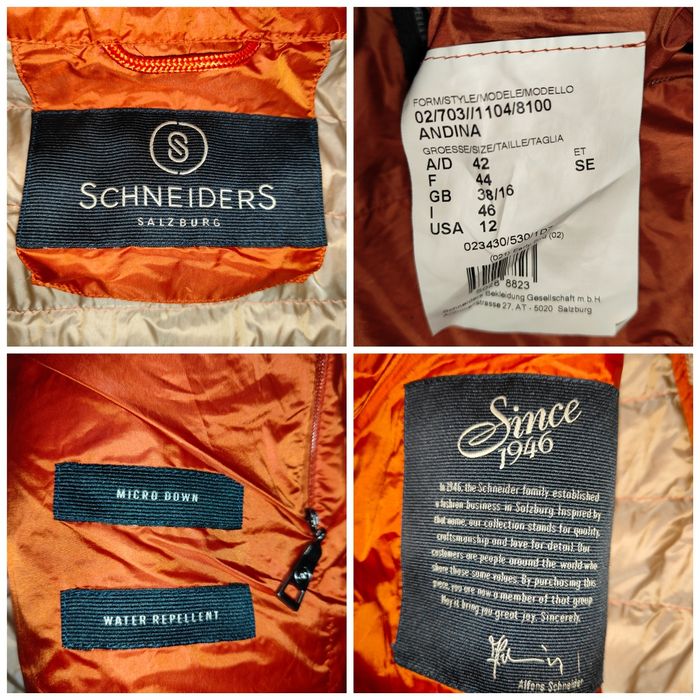 S
SCHNEIDERS
SALZBURG
FORM/STYLE/MODELE/MODELLO
02/703//1104/8100
ANDINA
GROESSE/SIZE/TAILLE/TAGLIA
A/D 42
F 44
GB 38/16
I 46
USA 12
ET
SE
023430/530/
(02)
8823
Schneiders Bekleidung Gesellschaft m.b.H.
strasse 27, AT - 5020 Salzburg
MICRO DOWN
WATER REPELLENT
Since
1946
In 1946, the Schneider family established
a fashion business in Salzburg. Inspired by
that name, our collection stands for quality,
craftsmanship and love for detail. Our
customers are people around the world who
share those same values. By purchasing this
piece, you are now a member of that group.
May it bring you great joy. Sincerely,
Alfons Schneider